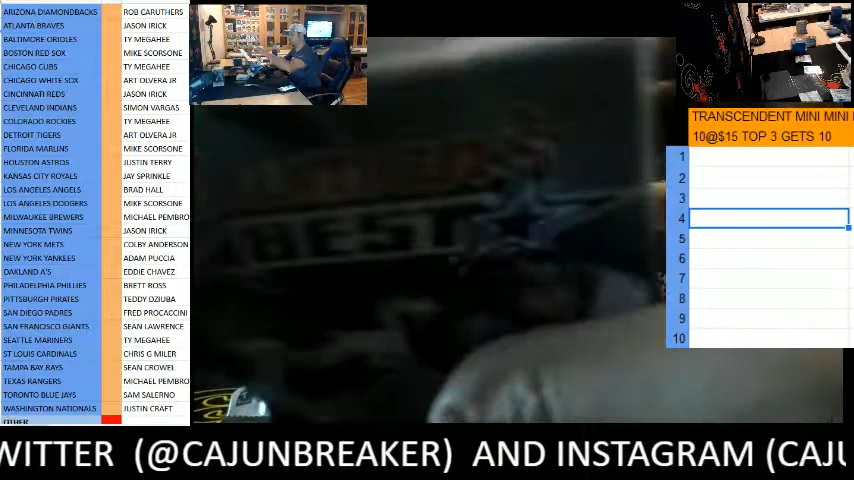 ARIZONA DIAMONDBACKS ROB CARUTHERS
ATLANTA BRAVES JASON IRICK
BALTIMORE ORIOLES TY MEGAHEE
BOSTON RED SOX MIKE SCORSONE
CHICAGO CUBS TY MEGAHEE
CHICAGO WHITE SOX ART OLVERA JR
CINCINNATI REDS JASON IRICK
CLEVELAND INDIANS SIMON VARGAS
COLORADO ROCKIES TY MEGAHEE
DETROIT TIGERS ART OLVERA JR
FLORIDA MARLINS MIKE SCORSONE
HOUSTON ASTROS JUSTIN TERRY
KANSAS CITY ROYALS JAY SPRINKLE
LOS ANGELES ANGELS BRAD HALL
LOS ANGELES DODGERS MIKE SCORSONE
MILWAUKEE BREWERS MICHAEL PEMBRO
MINNESOTA TWINS JASON IRICK
NEW YORK METS COLBY ANDERSON
NEW YORK YANKEES ADAM PUCCIA
OAKLAND A'S EDDIE CHAVEZ
PHILADELPHIA PHILLIES BRETT ROSS
PITTSBURGH PIRATES TEDDY DZIUBA
SAN DIEGO PADRES FRED PROCACCINI
SAN FRANCISCO GIANTS SEAN LAWRENCE
SEATTLE MARINERS TY MEGAHEE
ST LOUIS CARDINALS CHRIS G MILER
TAMPA BAY RAYS SEAN CROWEL
TEXAS RANGERS MICHAEL PEMBRO
TORONTO BLUE JAYS SAM SALERNO
WASHINGTON NATIONALS JUSTIN CRAFT
OTHER
BEST
TRANSCENDENT MINI MINI
10@$15 TOP 3 GETS 10
1
2
3
4
5
6
7
8
9
10
WITTER (@CAJUNBREAKER) AND INSTAGRAM (CAJU